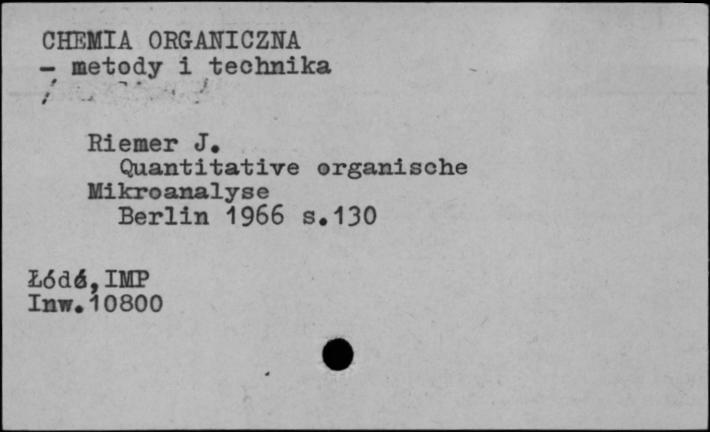 CHEMIA ORGANICZNA
- metody i technika
Riemer J.
Quantitative organische
Mikroanalyse
Berlin 1966 s.130
Łódź, IMP
Inw.10800